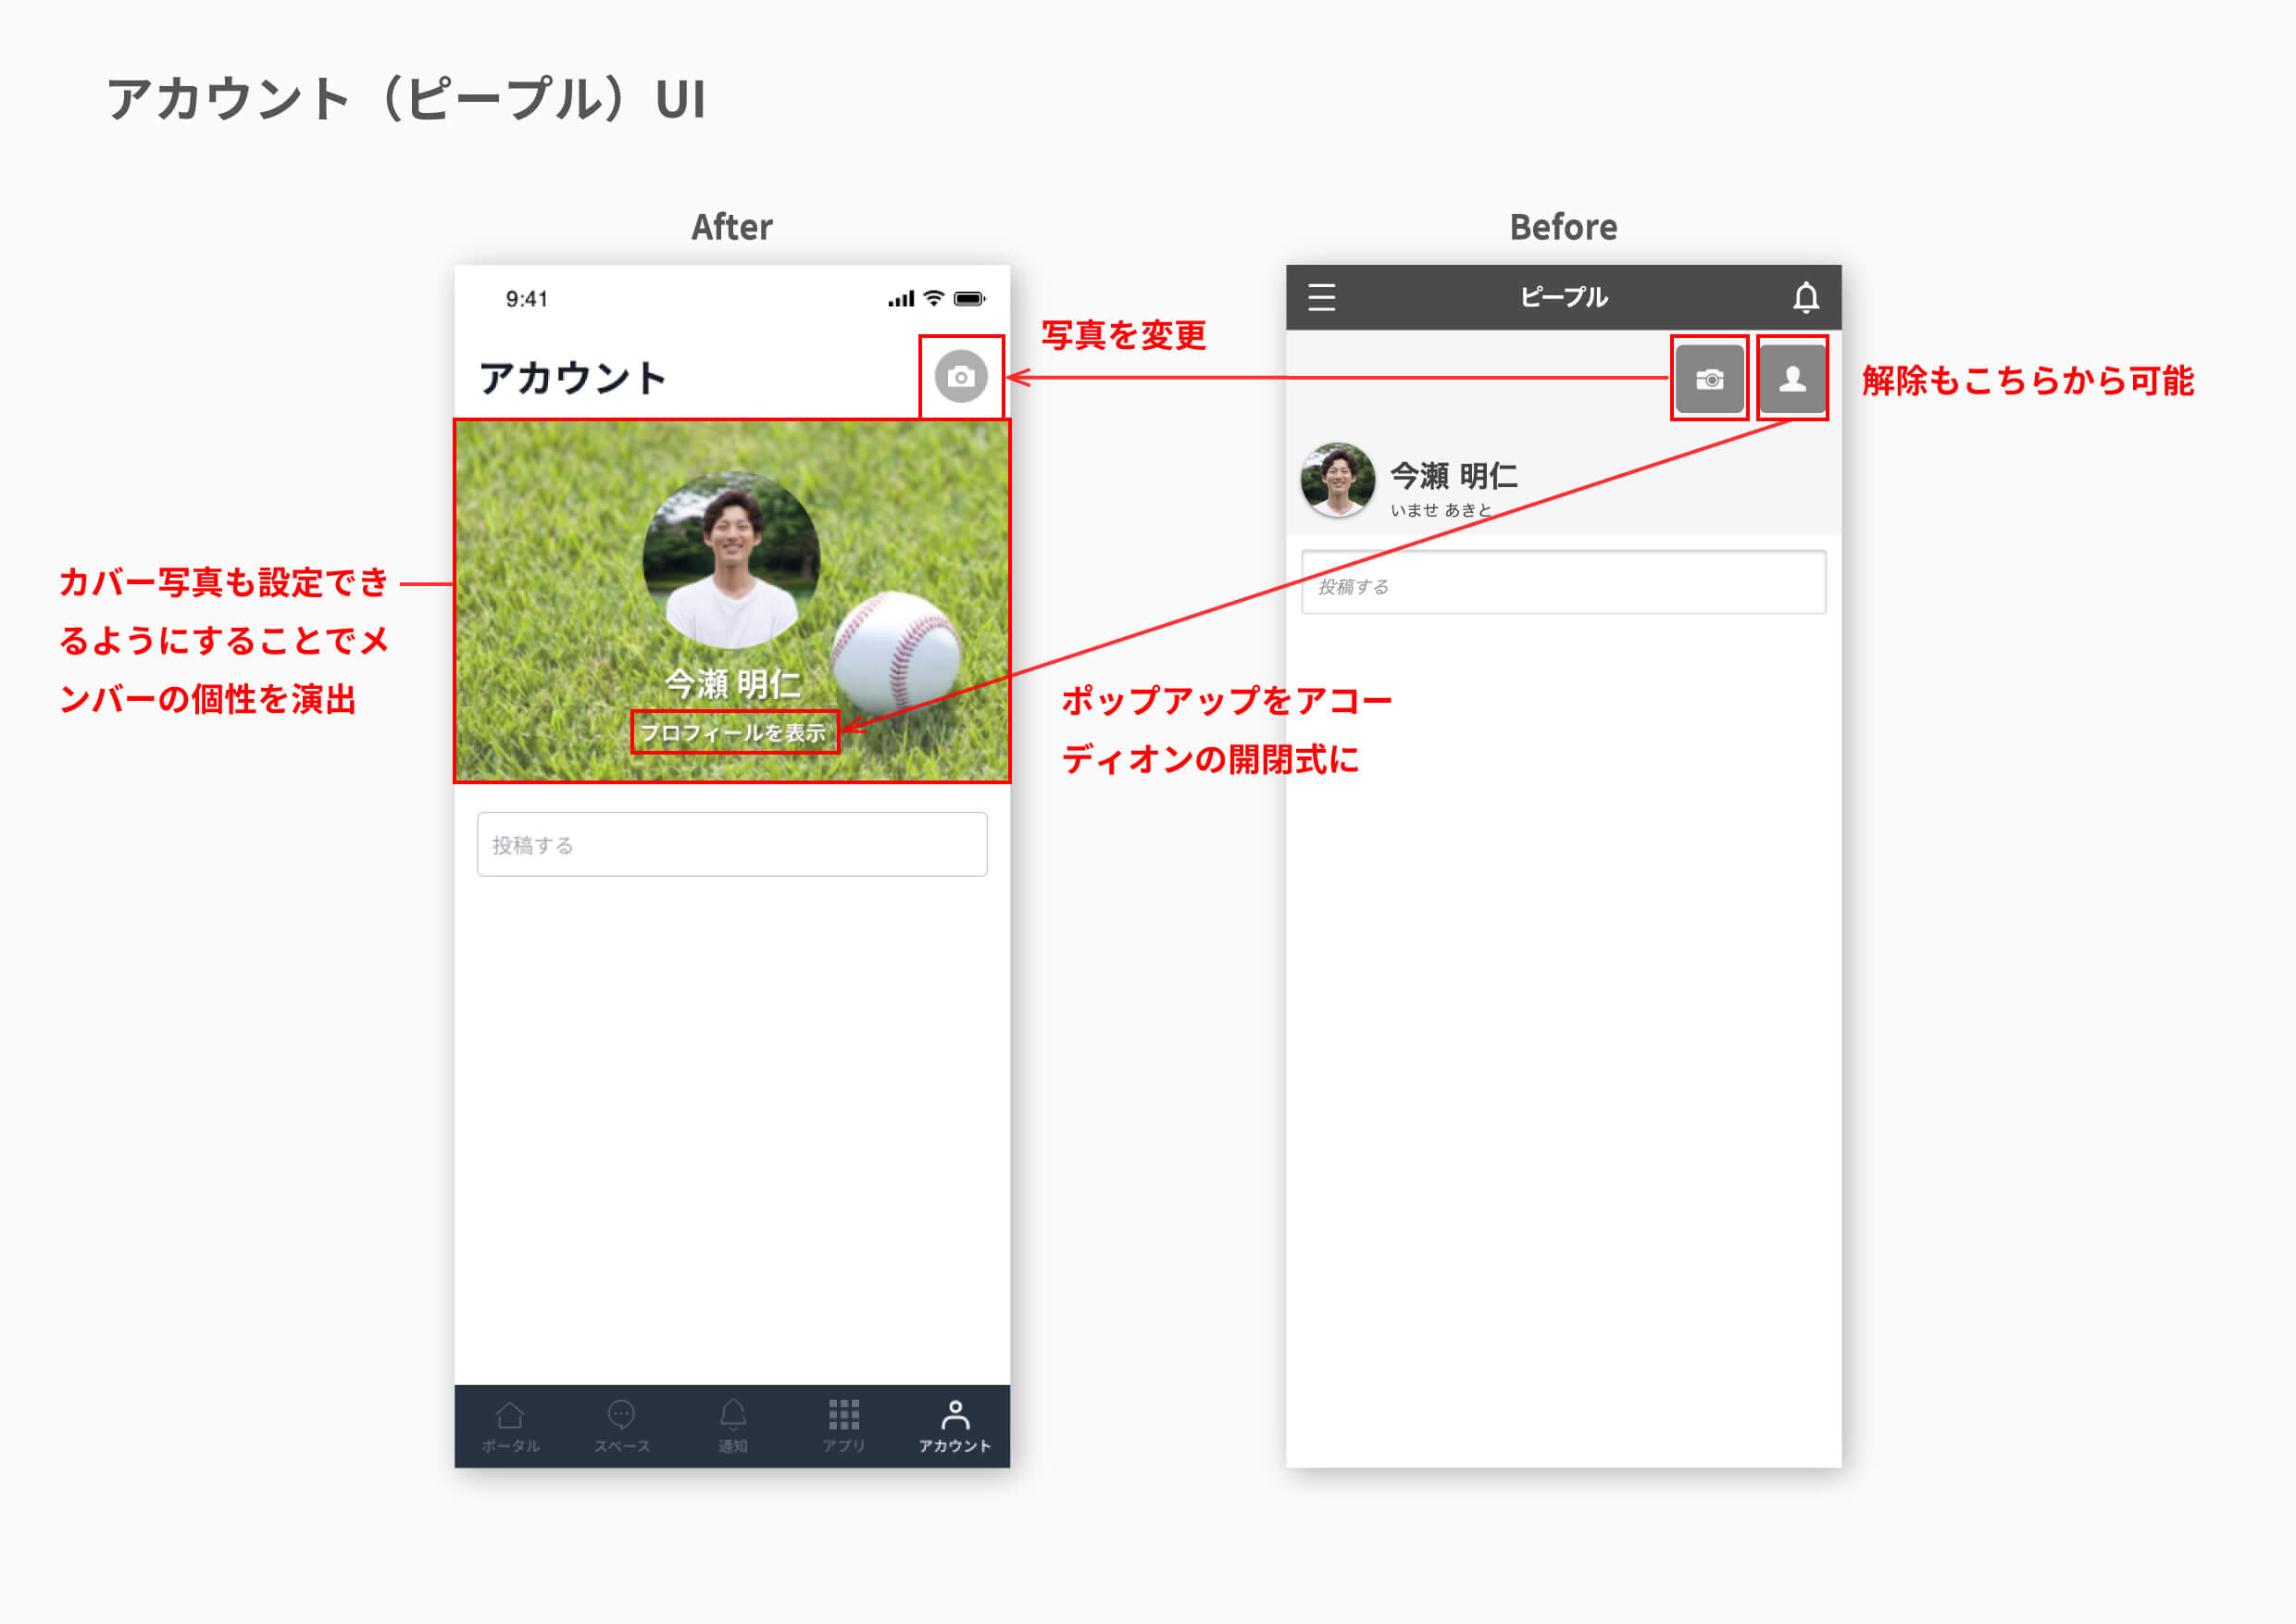 アカウント（ピープル）UI
After
9:41
アカウント
写真を変更
カバー写真も設定でき
るようにすることでメ
ンバーの個性を演出
今瀬 明仁
プロフィールを表示
ポップアップをアコー
ディオンの開閉式に
投稿する
ポータル
スペース
通知
アプリ
アカウント
Before
ピープル
解除もこちらから可能
今瀬 明仁
いませ あきと
投稿する